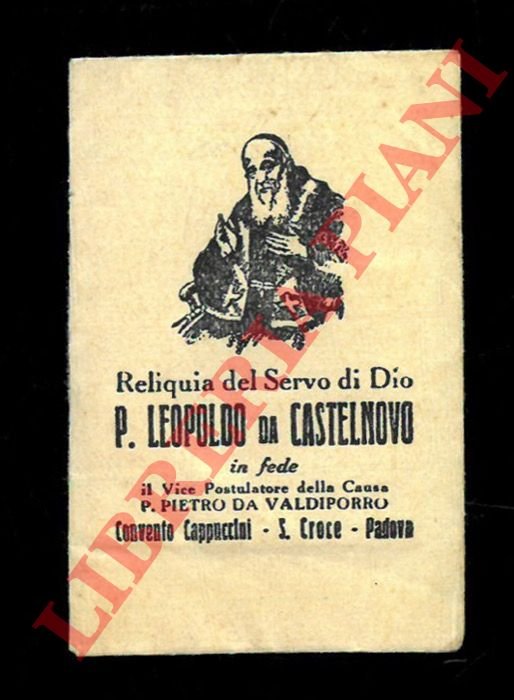 Reliquia del Servo di Dio
P. LEOPOLDO DA CASTELNOVO
in fede
il Vice Postulatore della Causa
P. PIETRO DA VALDIPORRO
Convento Cappuccini - S. Croce - Padova
LIBRERIA PIANI